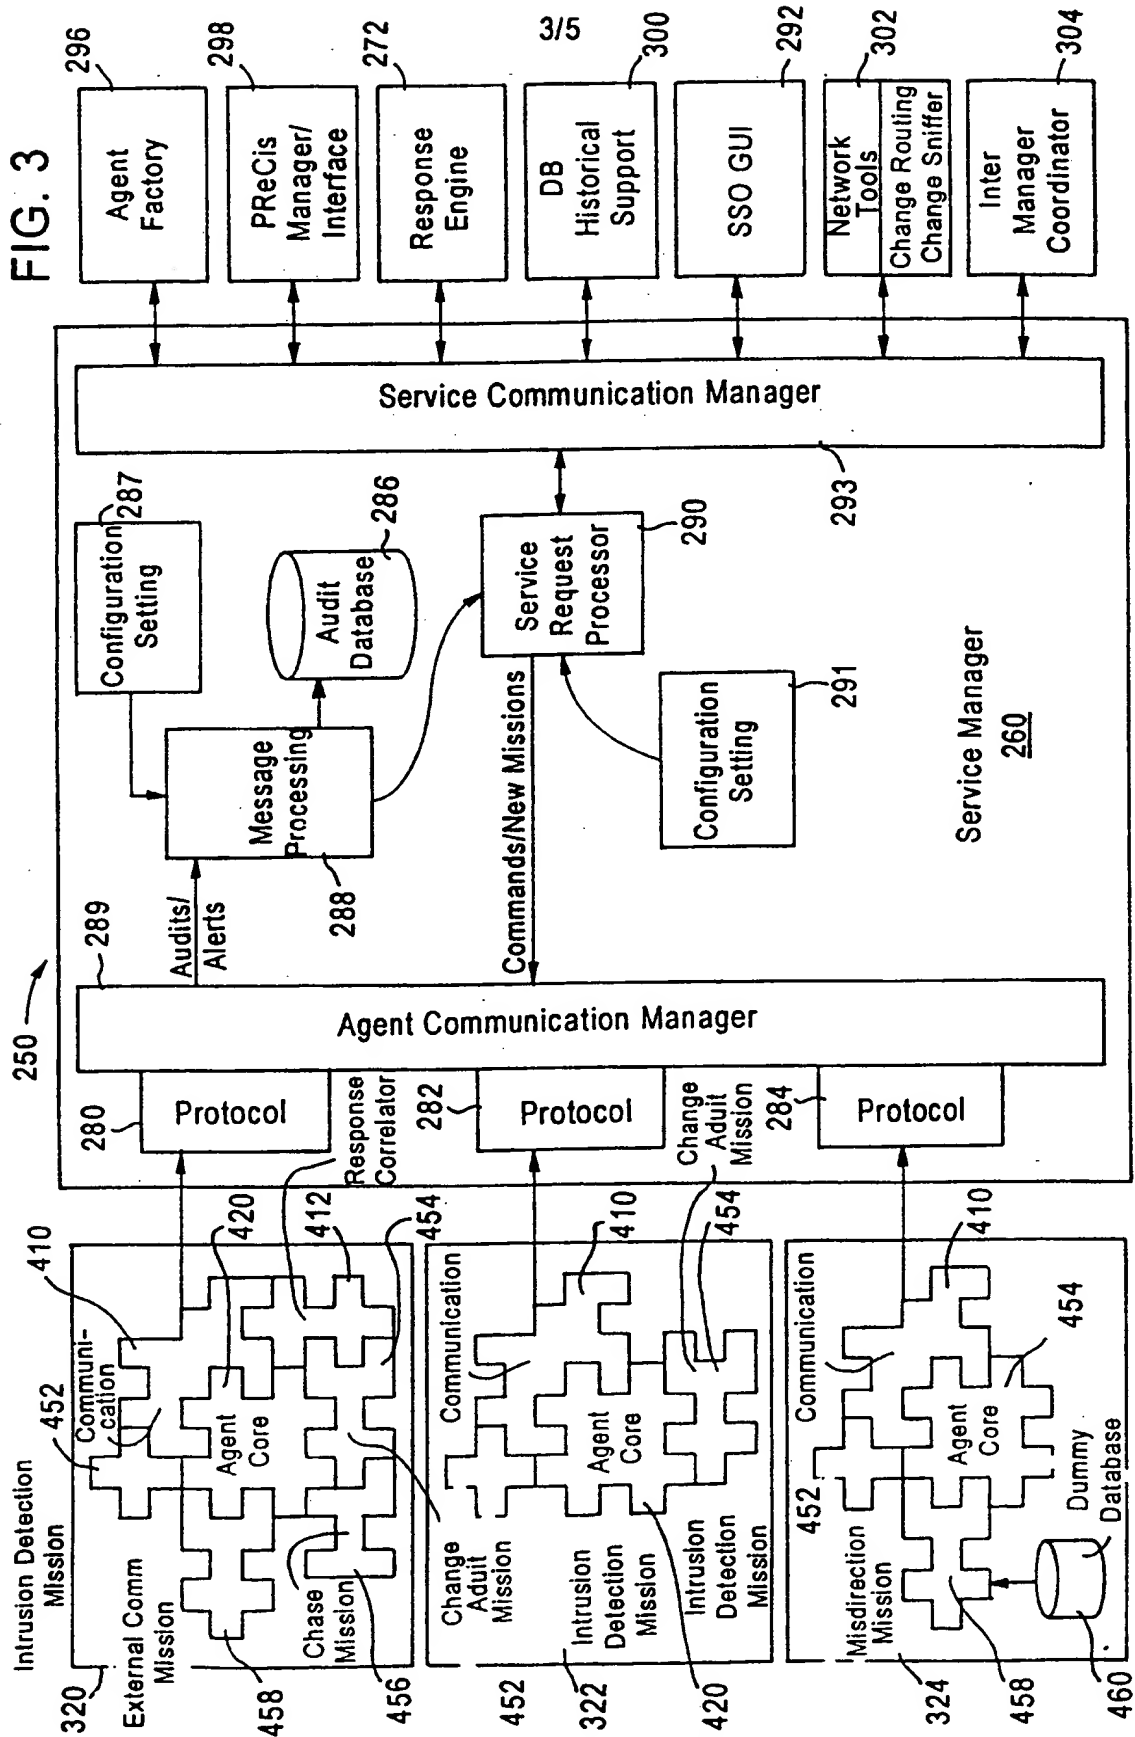 3/5
FIG. 3
296
Agent
Factory
298
PReCis
Manager/
Interface
272
Response
Engine
300
DB
Historical
Support
292
SSO GUI
302
Network
Tools
Change Routing
Change Sniffer
304
Inter
Manager
Coordinator
Service Communication Manager
293
287
Configuration
Setting
286
Audit
Database
290
Service
Request
Processor
291
Configuration
Setting
Message
Processing
288
Audits/
Alerts
Commands/New Missions
Service Manager
260
250
289
Agent Communication Manager
280
Protocol
282
Protocol
284
Protocol
Response
Correlator
Change
Aduit
Mission
Intrusion Detection
Mission
320
452
Communi-
cation
410
420
412
454
Agent
Core
External Comm
Mission
458
Chase
Mission
456
Communication
410
454
Agent
Core
Change
Aduit
Mission
452
Intrusion
Detection
Mission
322
Intrusion
Detection
Mission
420
Communication
410
454
452
Agent
Core
Misdirection
Mission
324
458
Dummy
Database
460